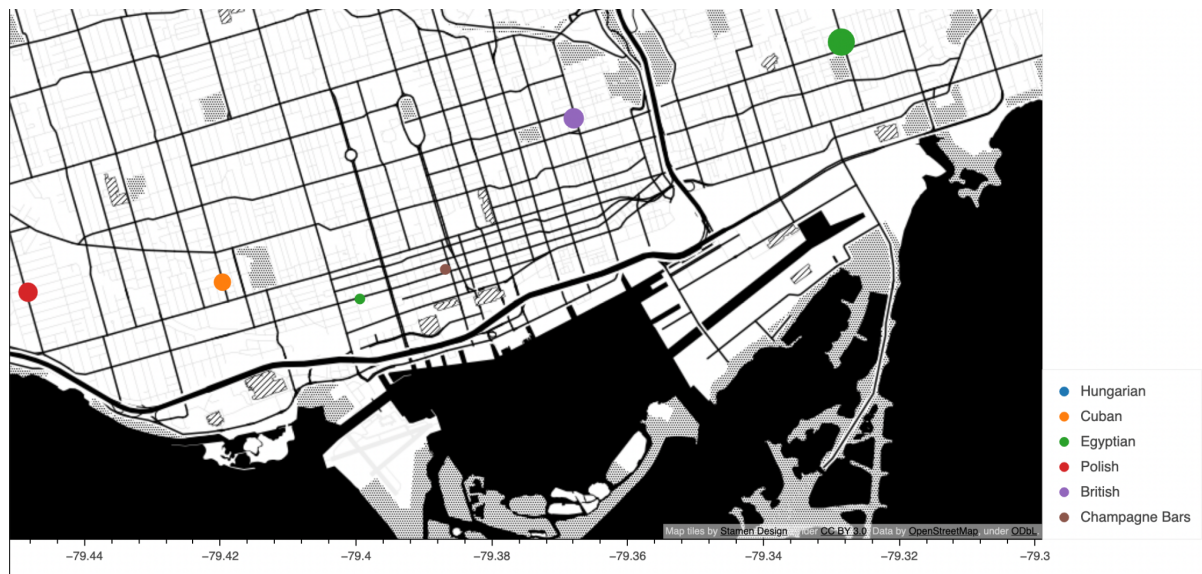 Hungarian
Cuban
Egyptian
Polish
British
Champagne Bars
Map tiles by Stamen Design, under CC BY 3.0. Data by OpenStreetMap, under ODbL.
−79.44 −79.42 −79.4 −79.38 −79.36 −79.34 −79.32 −79.3